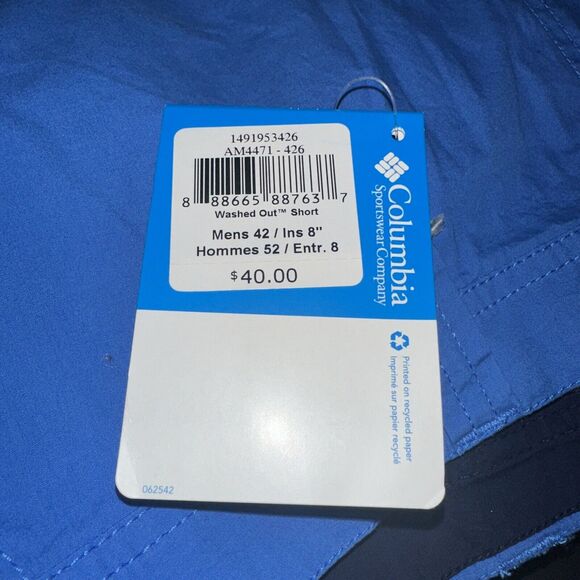 1491953426
AM4471 - 426
8 88665 88763 7
Washed Out™ Short
Mens 42 / Ins 8"
Hommes 52 / Entr. 8
$40.00
Columbia
Sportswear Company
Printed on recycled paper
Imprimé sur papier recyclé
062542